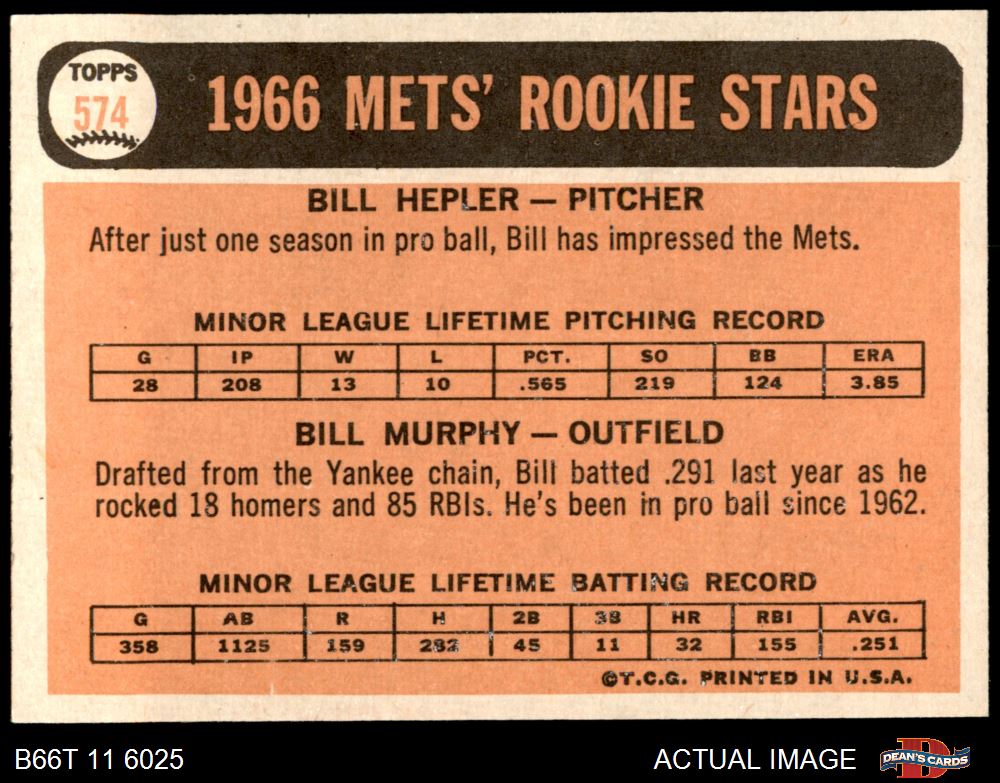 TOPPS
574
1966 METS' ROOKIE STARS
BILL HEPLER — PITCHER
After just one season in pro ball, Bill has impressed the Mets.
MINOR LEAGUE LIFETIME PITCHING RECORD
G IP W L PCT. SO BB ERA
28 208 13 10 .565 219 124 3.85
BILL MURPHY — OUTFIELD
Drafted from the Yankee chain, Bill batted .291 last year as he
rocked 18 homers and 85 RBIs. He's been in pro ball since 1962.
MINOR LEAGUE LIFETIME BATTING RECORD
G AB R H 2B 3B HR RBI AVG.
358 1125 159 282 45 11 32 155 .251
©T.C.G. PRINTED IN U.S.A.
B66T 11 6025 ACTUAL IMAGE DEAN'S CARDS